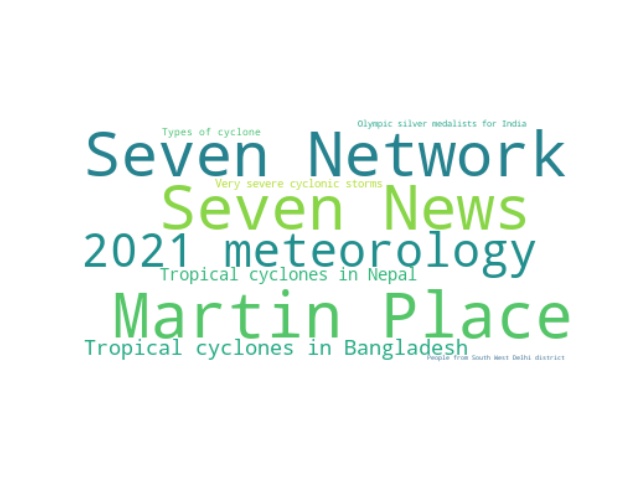 Olympic silver medalists for India
Types of cyclone
Seven Network
Very severe cyclonic storms
Seven News
2021 meteorology
Tropical cyclones in Nepal
Martin Place
Tropical cyclones in Bangladesh
People from South West Delhi district